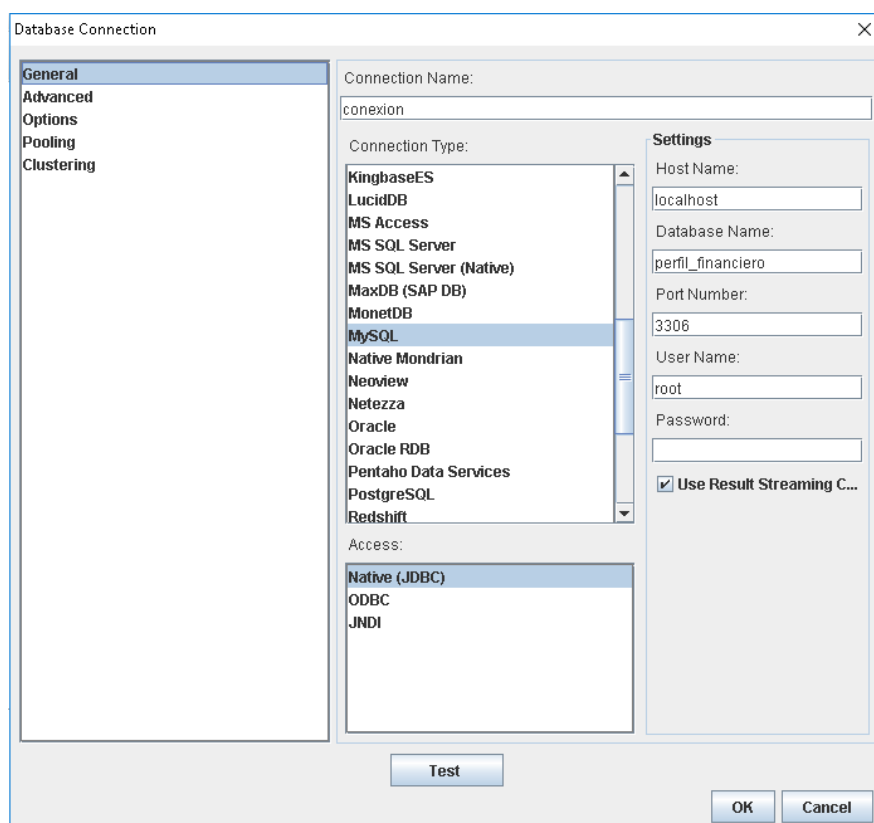 Database Connection
General
Advanced
Options
Pooling
Clustering
Connection Name:
conexion
Connection Type:
KingbaseES
LucidDB
MS Access
MS SQL Server
MS SQL Server (Native)
MaxDB (SAP DB)
MonetDB
MySQL
Native Mondrian
Neoview
Netezza
Oracle
Oracle RDB
Pentaho Data Services
PostgreSQL
Redshift
Access:
Native (JDBC)
ODBC
JNDI
Settings
Host Name:
localhost
Database Name:
perfil_financiero
Port Number:
3306
User Name:
root
Password:
Use Result Streaming C...
Test
OK
Cancel